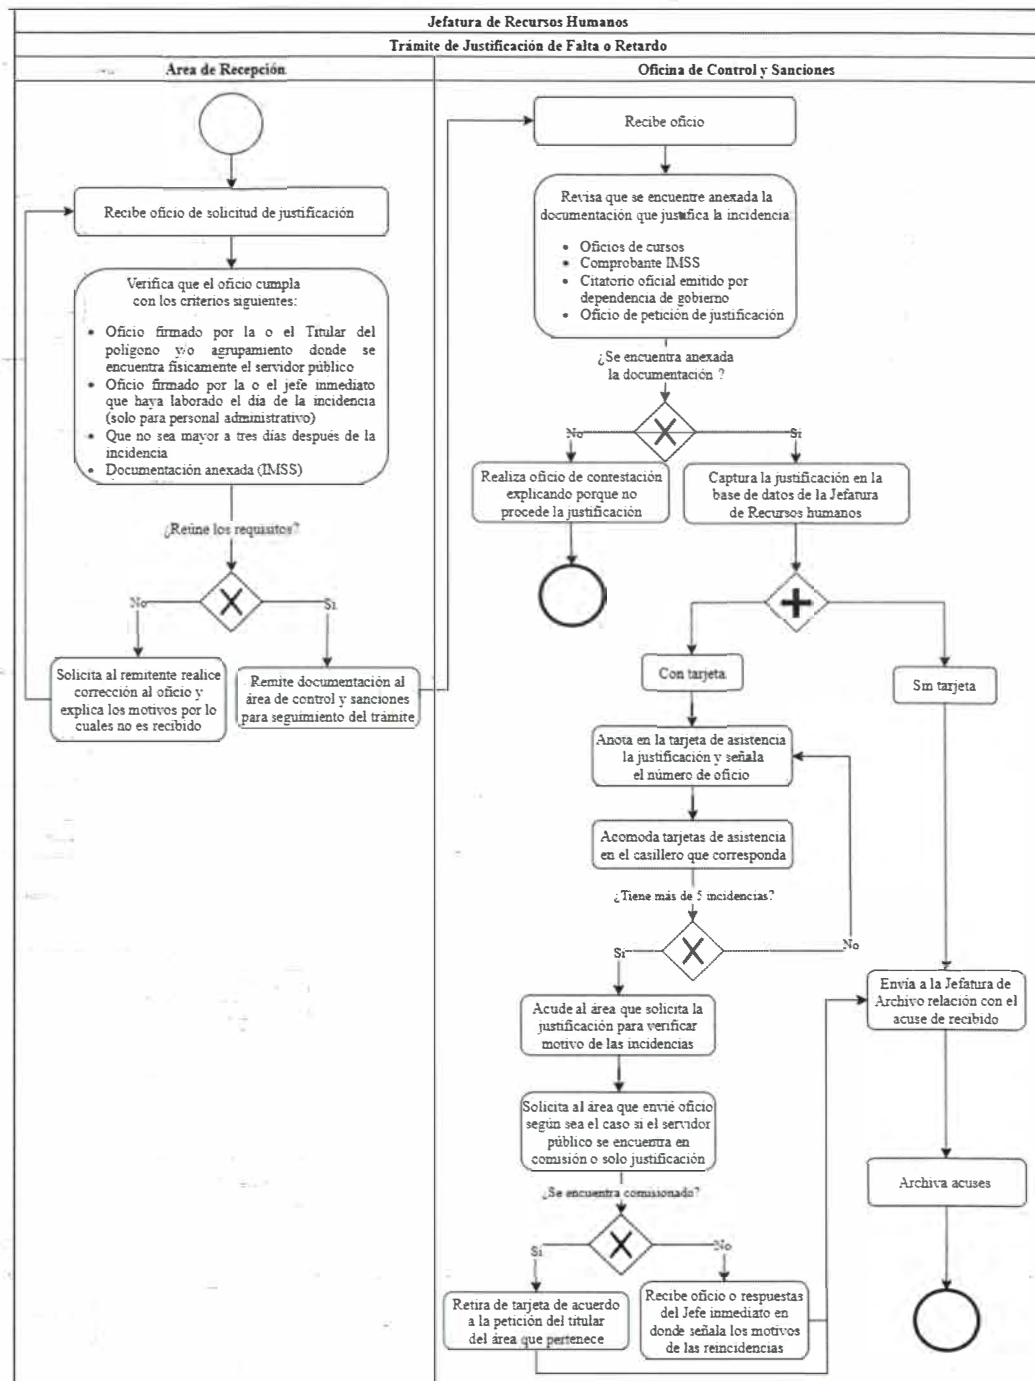 Jefatura de Recursos Humanos
Trámite de Justificación de Falta o Retardo
Area de Recepción
Oficina de Control y Sanciones
Recibe oficio de solicitud de justificación
Verifica que el oficio cumpla
con los criterios siguientes:
• Oficio firmado por la o el Titular del
polígono y/o agrupamiento donde se
encuentra físicamente el servidor público
• Oficio firmado por la o el jefe inmediato
que haya laborado el día de la incidencia
(solo para personal administrativo)
• Que no sea mayor a tres días después de la
incidencia
• Documentación anexada (IMSS)
¿Reúne los requisitos?
No
Si
Solicita al remitente realice
corrección al oficio y
explica los motivos por lo
cuales no es recibido
Remite documentación al
área de control y sanciones
para seguimiento del trámite
Recibe oficio
Revisa que se encuentre anexada la
documentación que justifica la incidencia
• Oficios de cursos
• Comprobante IMSS
• Citatorio oficial emitido por
dependencia de gobierno
• Oficio de petición de justificación
¿Se encuentra anexada
la documentación ?
No
Si
Realiza oficio de contestación
explicando porque no
procede la justificación
Captura la justificación en la
base de datos de la Jefatura
de Recursos humanos
Con tarjeta
Sin tarjeta
Anota en la tarjeta de asistencia
la justificación y señala
el número de oficio
Acomoda tarjetas de asistencia
en el casillero que corresponda
¿Tiene más de 5 incidencias?
Si
No
Acude al área que solicita la
justificación para verificar
motivo de las incidencias
Envía a la Jefatura de
Archivo relación con el
acuse de recibido
Solicita al área que envié oficio
según sea el caso si el servidor
público se encuentra en
comisión o solo justificación
¿Se encuentra comisionado?
Si
No
Archiva acuses
Retira de tarjeta de acuerdo
a la petición del titular
del área que pertenece
Recibe oficio o respuestas
del Jefe inmediato en
donde señala los motivos
de las reincidencias